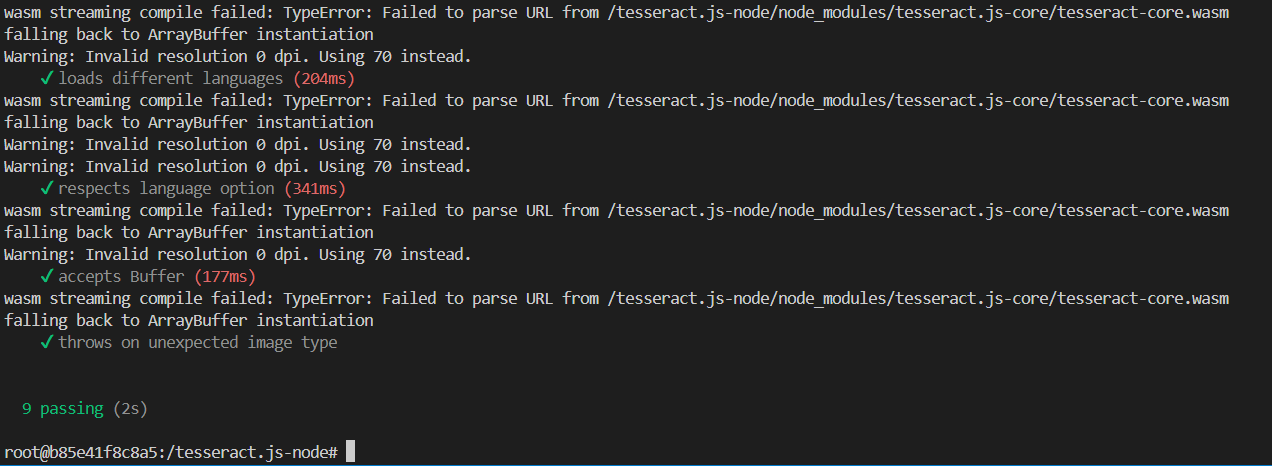 wasm streaming compile failed: TypeError: Failed to parse URL from /tesseract.js-node/node_modules/tesseract.js-core/tesseract-core.wasm
falling back to ArrayBuffer instantiation
Warning: Invalid resolution 0 dpi. Using 70 instead.
✓ loads different languages (204ms)
wasm streaming compile failed: TypeError: Failed to parse URL from /tesseract.js-node/node_modules/tesseract.js-core/tesseract-core.wasm
falling back to ArrayBuffer instantiation
Warning: Invalid resolution 0 dpi. Using 70 instead.
Warning: Invalid resolution 0 dpi. Using 70 instead.
✓ respects language option (341ms)
wasm streaming compile failed: TypeError: Failed to parse URL from /tesseract.js-node/node_modules/tesseract.js-core/tesseract-core.wasm
falling back to ArrayBuffer instantiation
Warning: Invalid resolution 0 dpi. Using 70 instead.
✓ accepts Buffer (177ms)
wasm streaming compile failed: TypeError: Failed to parse URL from /tesseract.js-node/node_modules/tesseract.js-core/tesseract-core.wasm
falling back to ArrayBuffer instantiation
✓ throws on unexpected image type
9 passing (2s)
root@b85e41f8c8a5:/tesseract.js-node#